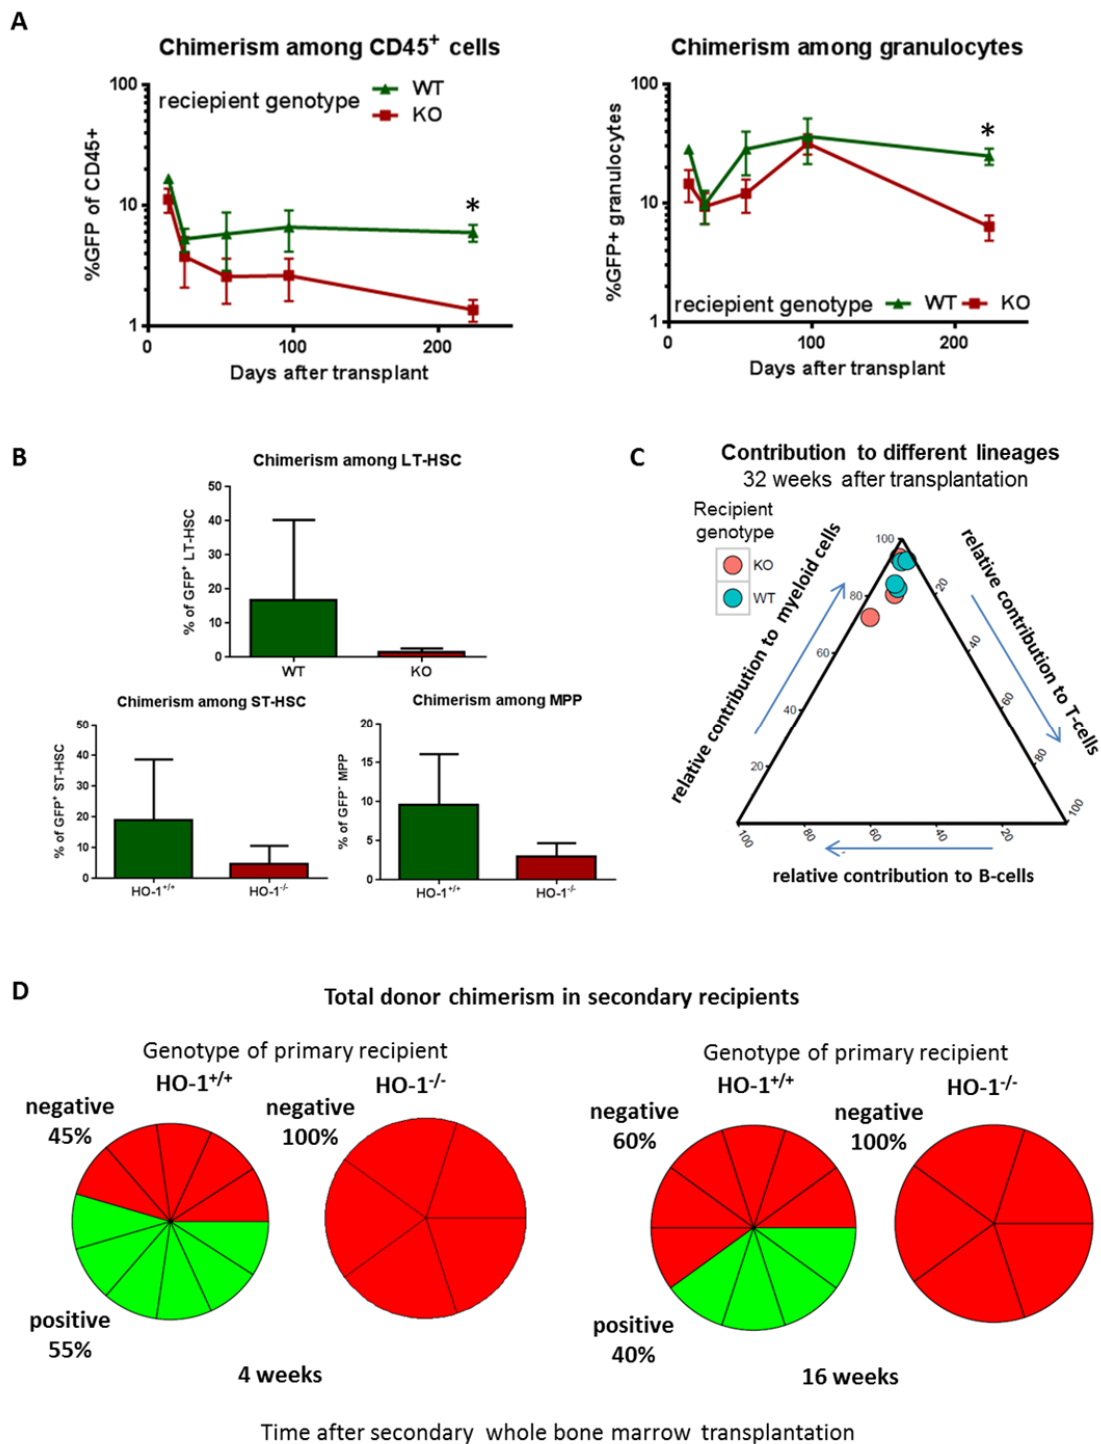 A
Chimerism among CD45+ cells
reciepient genotype
WT
KO
%GFP of CD45+
100
10
1
*
0
100
200
Days after transplant
Chimerism among granulocytes
%GFP+ granulocytes
100
10
1
*
reciepient genotype
WT
KO
0
100
200
Days after transplant
B
Chimerism among LT-HSC
% of GFP+ LT-HSC
50
40
30
20
10
0
WT
KO
Chimerism among ST-HSC
% of GFP+ ST-HSC
50
40
30
20
10
0
HO-1+/+
HO-1-/-
Chimerism among MPP
% of GFP+ MPP
20
15
10
5
0
HO-1+/+
HO-1-/-
C
Contribution to different lineages
32 weeks after transplantation
Recipient
genotype
KO
WT
relative contribution to myeloid cells
100
80
60
40
20
relative contribution to T-cells
20
40
60
80
100
100
80
60
40
20
relative contribution to B-cells
D
Total donor chimerism in secondary recipients
Genotype of primary recipient
HO-1+/+
HO-1-/-
negative
45%
negative
100%
positive
55%
4 weeks
Genotype of primary recipient
HO-1+/+
HO-1-/-
negative
60%
negative
100%
positive
40%
16 weeks
Time after secondary whole bone marrow transplantation